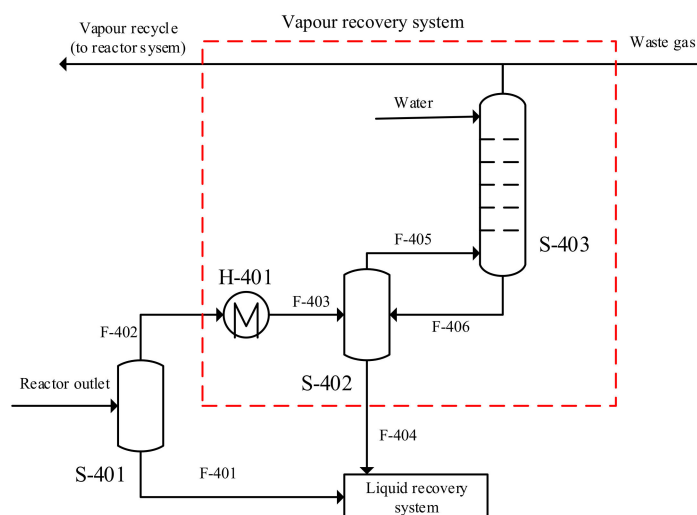 Vapour recycle
(to reactor sysem)
Vapour recovery system
Waste gas
Water
F-405
S-403
H-401
F-403
F-402
F-406
Reactor outlet
S-402
F-404
S-401
F-401
Liquid recovery
system